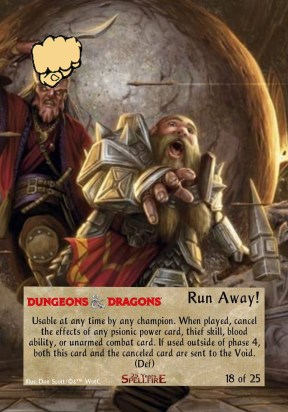 DUNGEONS & DRAGONS
Run Away!
Usable at any time by any champion. When played, cancel
the effects of any psionic power card, thief skill, blood
ability, or unarmed combat card. If used outside of phase 4,
both this card and the canceled card are sent to the Void.
(Def)
SPELLFIRE
18 of 25